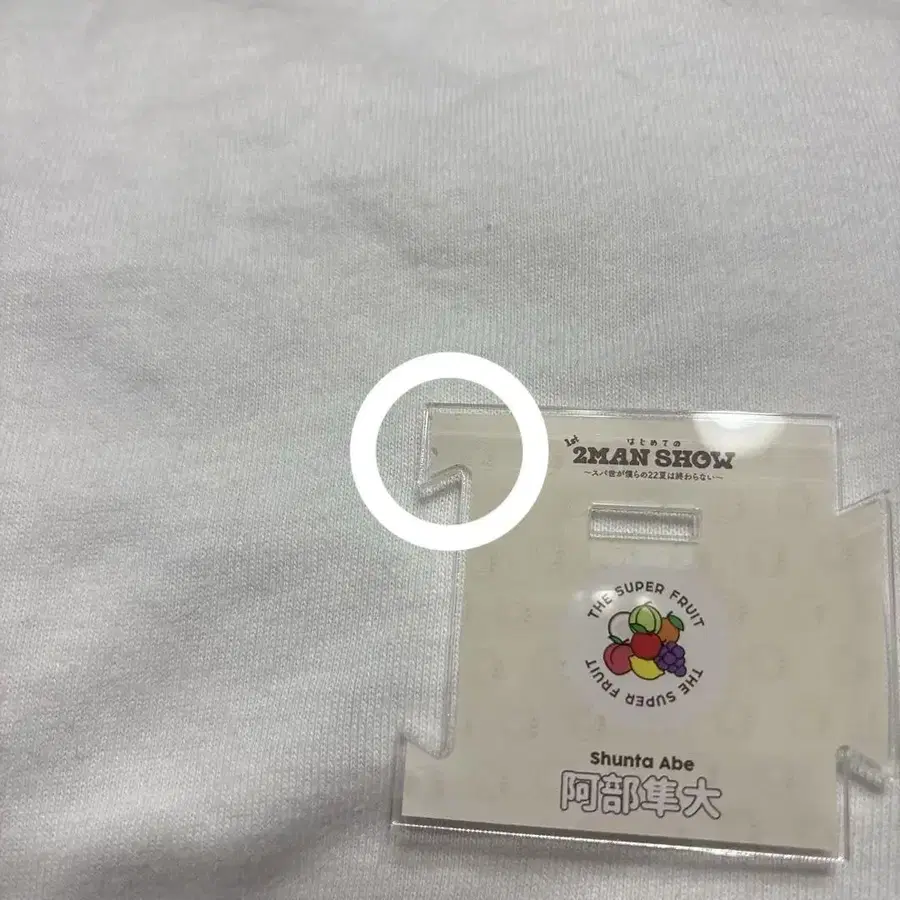 はじめての
1st 2MAN SHOW
〜スパ世が僕らの22夏は終わらない〜
THE SUPER FRUIT
THE SUPER FRUIT
Shunta Abe
阿部隼大